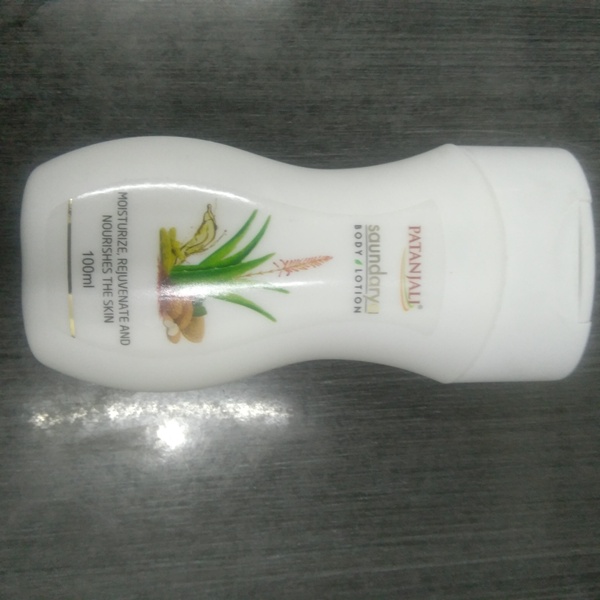 PATANJALI®
saundarya
BODY LOTION
MOISTURIZE, REJUVENATE AND
NOURISHES THE SKIN
100ml